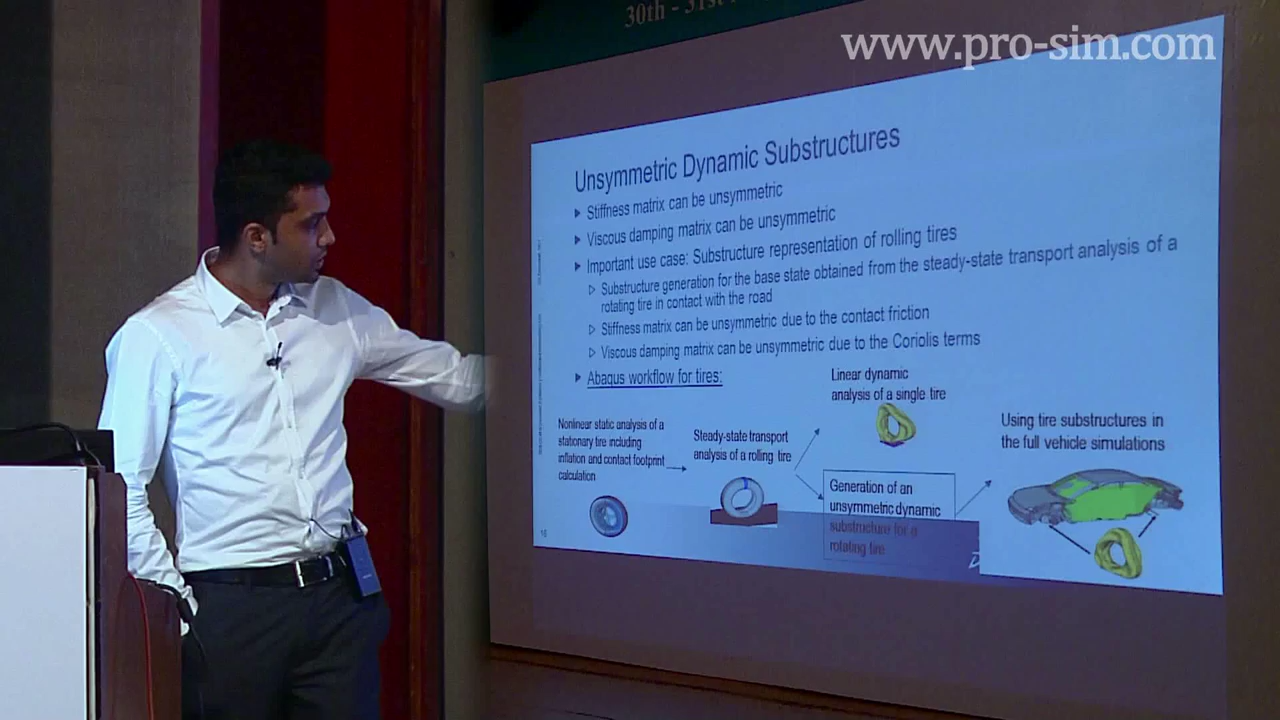 30th - 31st
www.pro-sim.com
Unsymmetric Dynamic Substructures
Stiffness matrix can be unsymmetric
Viscous damping matrix can be unsymmetric
Important use case: Substructure representation of rolling tires
Substructure generation for the base state obtained from the steady-state transport analysis of a
rotating tire in contact with the road
Stiffness matrix can be unsymmetric due to the contact friction
Viscous damping matrix can be unsymmetric due to the Coriolis terms
Abaqus workflow for tires:
Nonlinear static analysis of a
stationary tire including
inflation and contact footprint
calculation
Steady-state transport
analysis of a rolling tire
Linear dynamic
analysis of a single tire
Generation of an
unsymmetric dynamic
substructure for a
rotating tire
Using tire substructures in
the full vehicle simulations